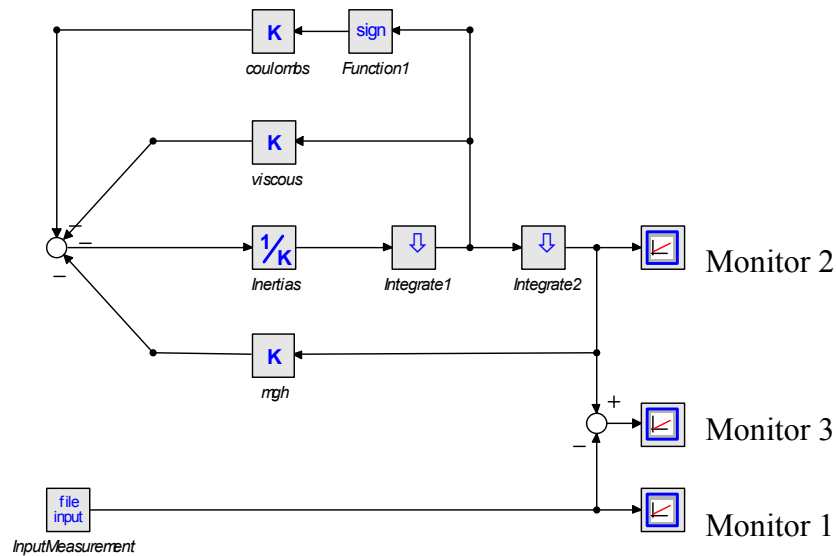 K
sign
coulombs
Function1
K
viscous
−
−
−
1/K
Inertias
Integrate1
Integrate2
Monitor 2
K
mgh
+
−
Monitor 3
file
input
InputMeasurement
Monitor 1